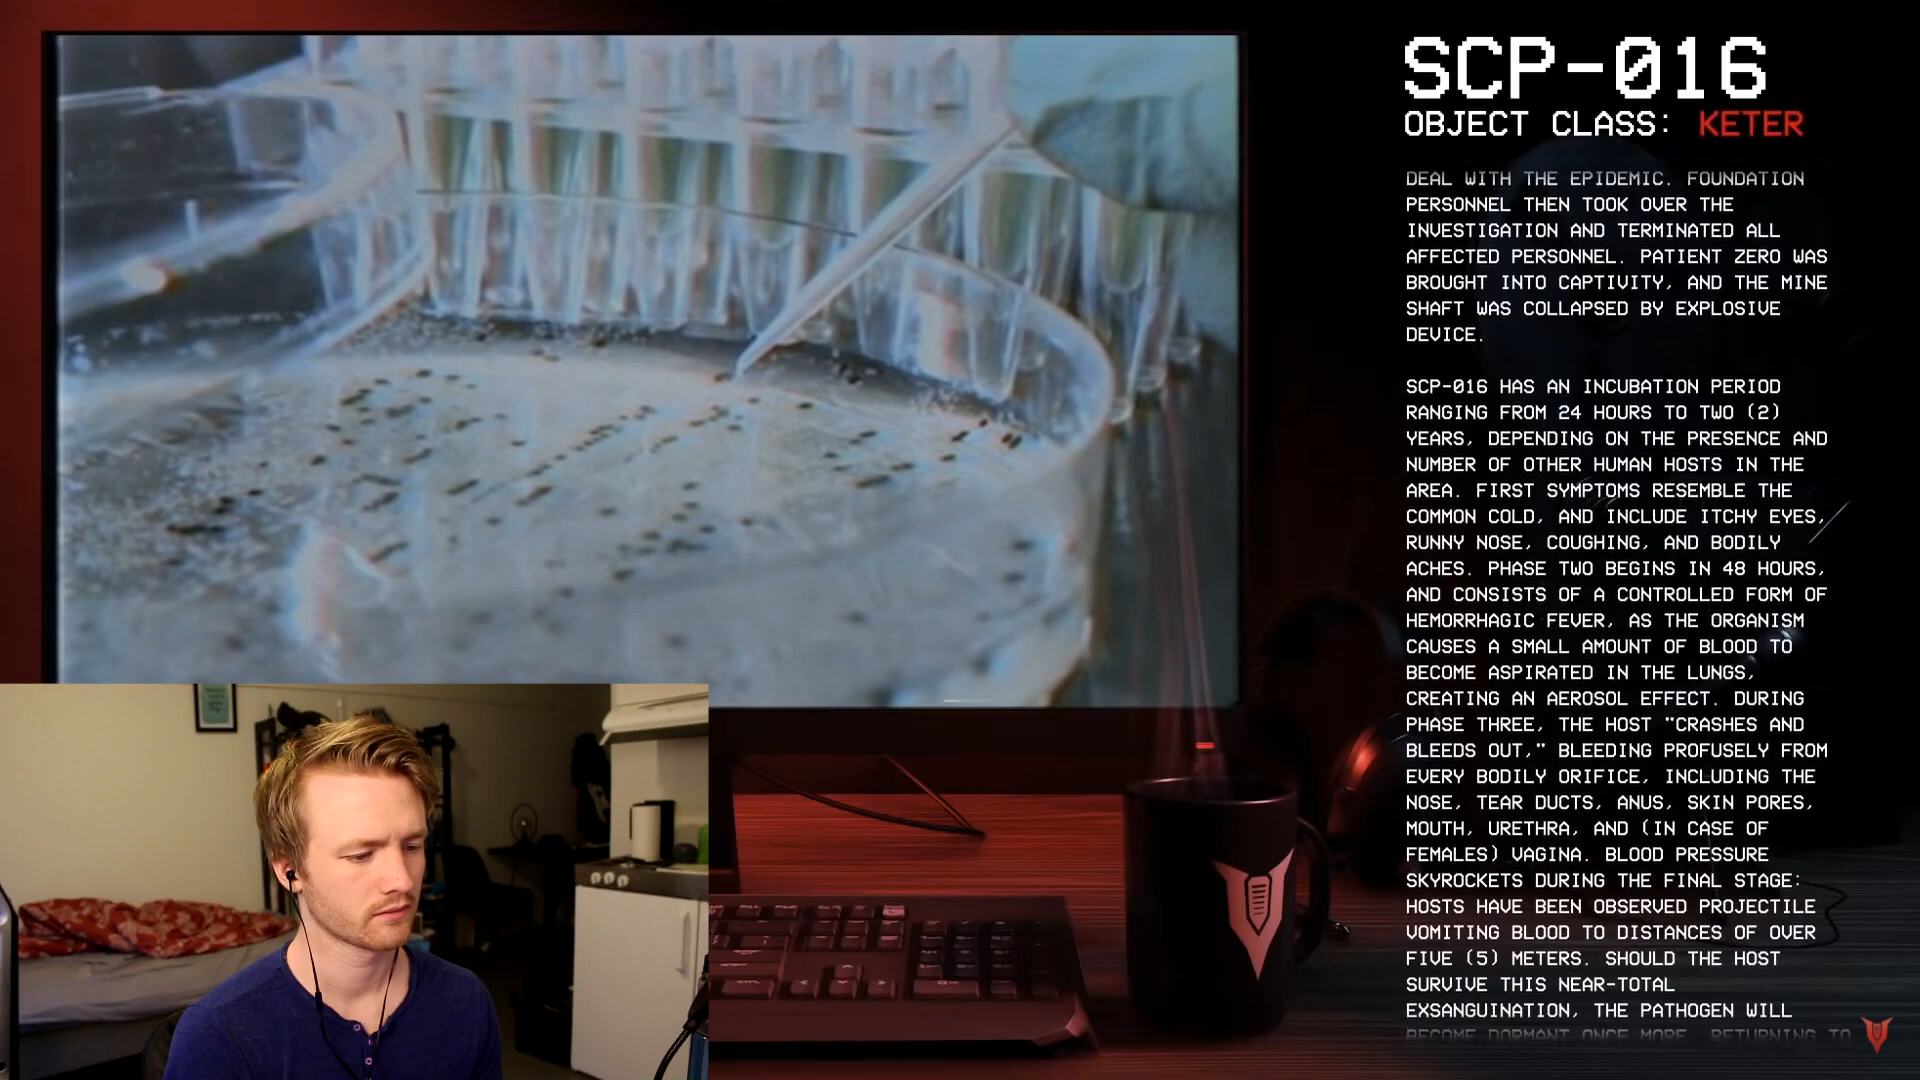 SCP-016
OBJECT CLASS: KETER
DEAL WITH THE EPIDEMIC. FOUNDATION
PERSONNEL THEN TOOK OVER THE
INVESTIGATION AND TERMINATED ALL
AFFECTED PERSONNEL. PATIENT ZERO WAS
BROUGHT INTO CAPTIVITY, AND THE MINE
SHAFT WAS COLLAPSED BY EXPLOSIVE
DEVICE.
SCP-016 HAS AN INCUBATION PERIOD
RANGING FROM 24 HOURS TO TWO (2)
YEARS, DEPENDING ON THE PRESENCE AND
NUMBER OF OTHER HUMAN HOSTS IN THE
AREA. FIRST SYMPTOMS RESEMBLE THE
COMMON COLD, AND INCLUDE ITCHY EYES,
RUNNY NOSE, COUGHING, AND BODILY
ACHES. PHASE TWO BEGINS IN 48 HOURS,
AND CONSISTS OF A CONTROLLED FORM OF
HEMORRHAGIC FEVER, AS THE ORGANISM
CAUSES A SMALL AMOUNT OF BLOOD TO
BECOME ASPIRATED IN THE LUNGS,
CREATING AN AEROSOL EFFECT. DURING
PHASE THREE, THE HOST "CRASHES AND
BLEEDS OUT," BLEEDING PROFUSELY FROM
EVERY BODILY ORIFICE, INCLUDING THE
NOSE, TEAR DUCTS, ANUS, SKIN PORES,
MOUTH, URETHRA, AND (IN CASE OF
FEMALES) VAGINA. BLOOD PRESSURE
SKYROCKETS DURING THE FINAL STAGE:
HOSTS HAVE BEEN OBSERVED PROJECTILE
VOMITING BLOOD TO DISTANCES OF OVER
FIVE (5) METERS. SHOULD THE HOST
SURVIVE THIS NEAR-TOTAL
EXSANGUINATION, THE PATHOGEN WILL
BECOME DORMANT ONCE MORE, RETURNING TO